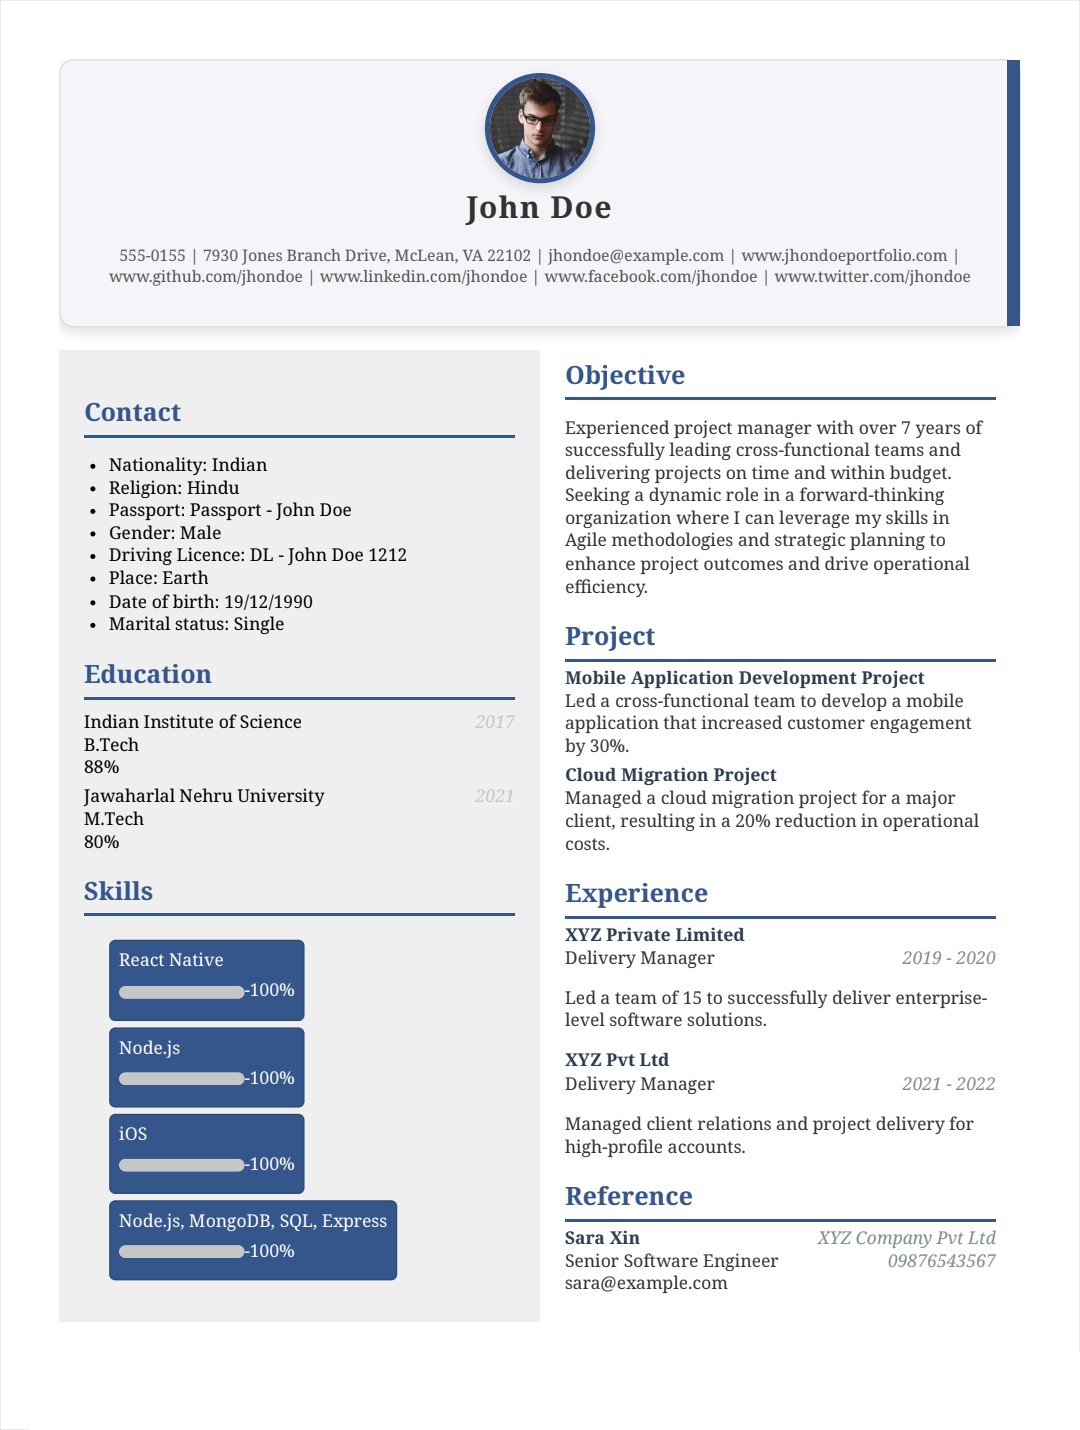 John Doe
555-0155 | 7930 Jones Branch Drive, McLean, VA 22102 | jhondoe@example.com | www.jhondoeportfolio.com |
www.github.com/jhondoe | www.linkedin.com/jhondoe | www.facebook.com/jhondoe | www.twitter.com/jhondoe
Contact
• Nationality: Indian
• Religion: Hindu
• Passport: Passport - John Doe
• Gender: Male
• Driving Licence: DL - John Doe 1212
• Place: Earth
• Date of birth: 19/12/1990
• Marital status: Single
Education
Indian Institute of Science 2017
B.Tech
88%
Jawaharlal Nehru University 2021
M.Tech
80%
Skills
React Native
-100%
Node.js
-100%
iOS
-100%
Node.js, MongoDB, SQL, Express
-100%
Objective
Experienced project manager with over 7 years of
successfully leading cross-functional teams and
delivering projects on time and within budget.
Seeking a dynamic role in a forward-thinking
organization where I can leverage my skills in
Agile methodologies and strategic planning to
enhance project outcomes and drive operational
efficiency.
Project
Mobile Application Development Project
Led a cross-functional team to develop a mobile
application that increased customer engagement
by 30%.
Cloud Migration Project
Managed a cloud migration project for a major
client, resulting in a 20% reduction in operational
costs.
Experience
XYZ Private Limited
Delivery Manager 2019 - 2020
Led a team of 15 to successfully deliver enterprise-
level software solutions.
XYZ Pvt Ltd
Delivery Manager 2021 - 2022
Managed client relations and project delivery for
high-profile accounts.
Reference
Sara Xin XYZ Company Pvt Ltd
Senior Software Engineer 09876543567
sara@example.com